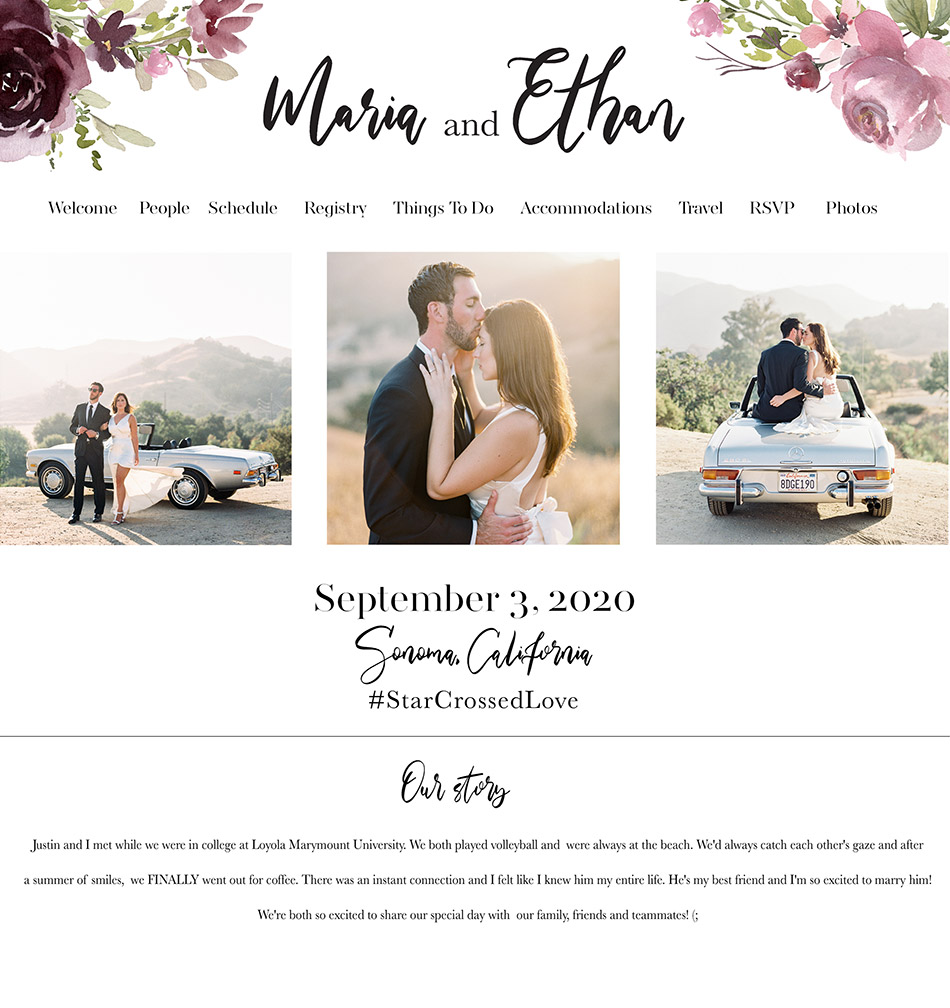 Maria and Ethan
Welcome People Schedule Registry Things To Do Accommodations Travel RSVP Photos
8DGE190
September 3, 2020
Sonoma, California
#StarCrossedLove
Our story
Justin and I met while we were in college at Loyola Marymount University. We both played volleyball and were always at the beach. We'd always catch each other's gaze and after
a summer of smiles, we FINALLY went out for coffee. There was an instant connection and I felt like I knew him my entire life. He's my best friend and I'm so excited to marry him!
We're both so excited to share our special day with our family, friends and teammates! (;